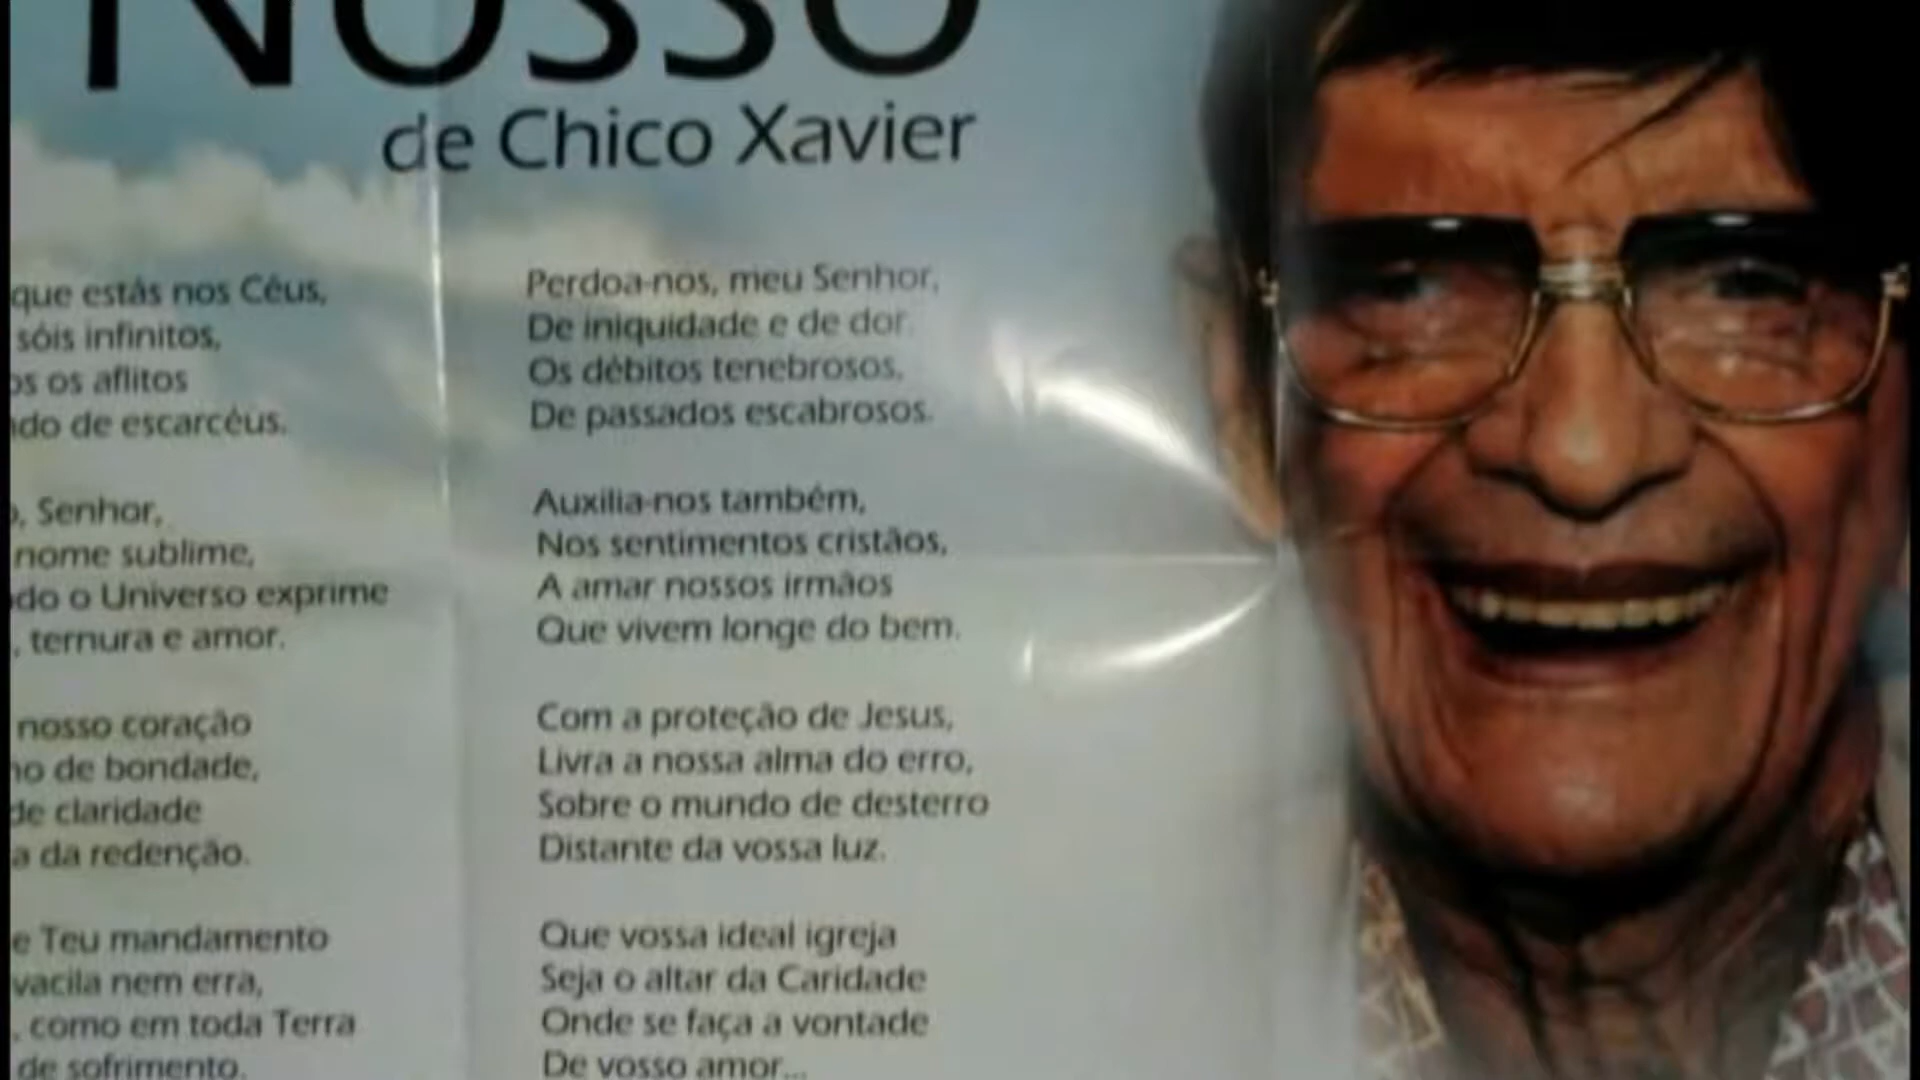 NOSSO
de Chico Xavier
que estás nos Céus,
sóis infinitos,
os aflitos
de escarcéus.
Senhor,
nome sublime,
o Universo exprime
, ternura e amor.
nosso coração
de bondade,
de claridade
a da redenção.
e Teu mandamento
vacila nem erra,
, como em toda Terra
de sofrimento.
Perdoa-nos, meu Senhor,
De iniquidade e de dor.
Os débitos tenebrosos,
De passados escabrosos.
Auxilia-nos também,
Nos sentimentos cristãos,
A amar nossos irmãos
Que vivem longe do bem.
Com a proteção de Jesus,
Livra a nossa alma do erro,
Sobre o mundo de desterro
Distante da vossa luz.
Que vossa ideal igreja
Seja o altar da Caridade
Onde se faça a vontade
De vosso amor...